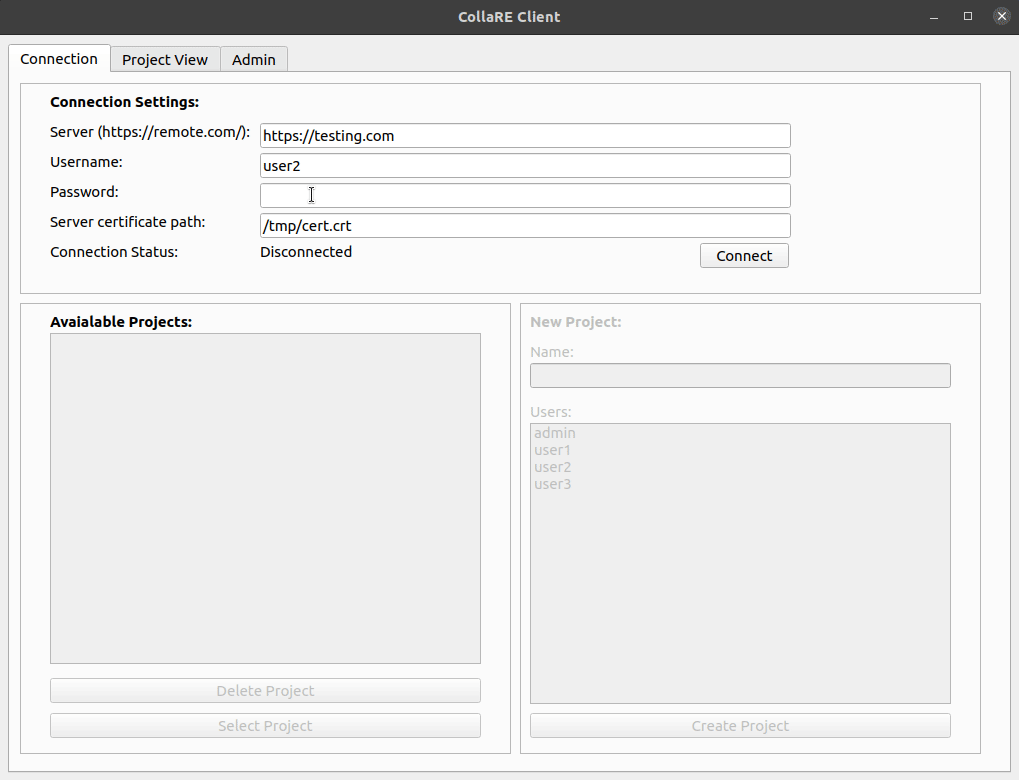 CollaRE Client
Connection
Project View
Admin
Connection Settings:
Server (https://remote.com/):
https://testing.com
Username:
user2
Password:
Server certificate path:
/tmp/cert.crt
Connection Status:
Disconnected
Connect
Avaialable Projects:
Delete Project
Select Project
New Project:
Name:
Users:
admin
user1
user2
user3
Create Project